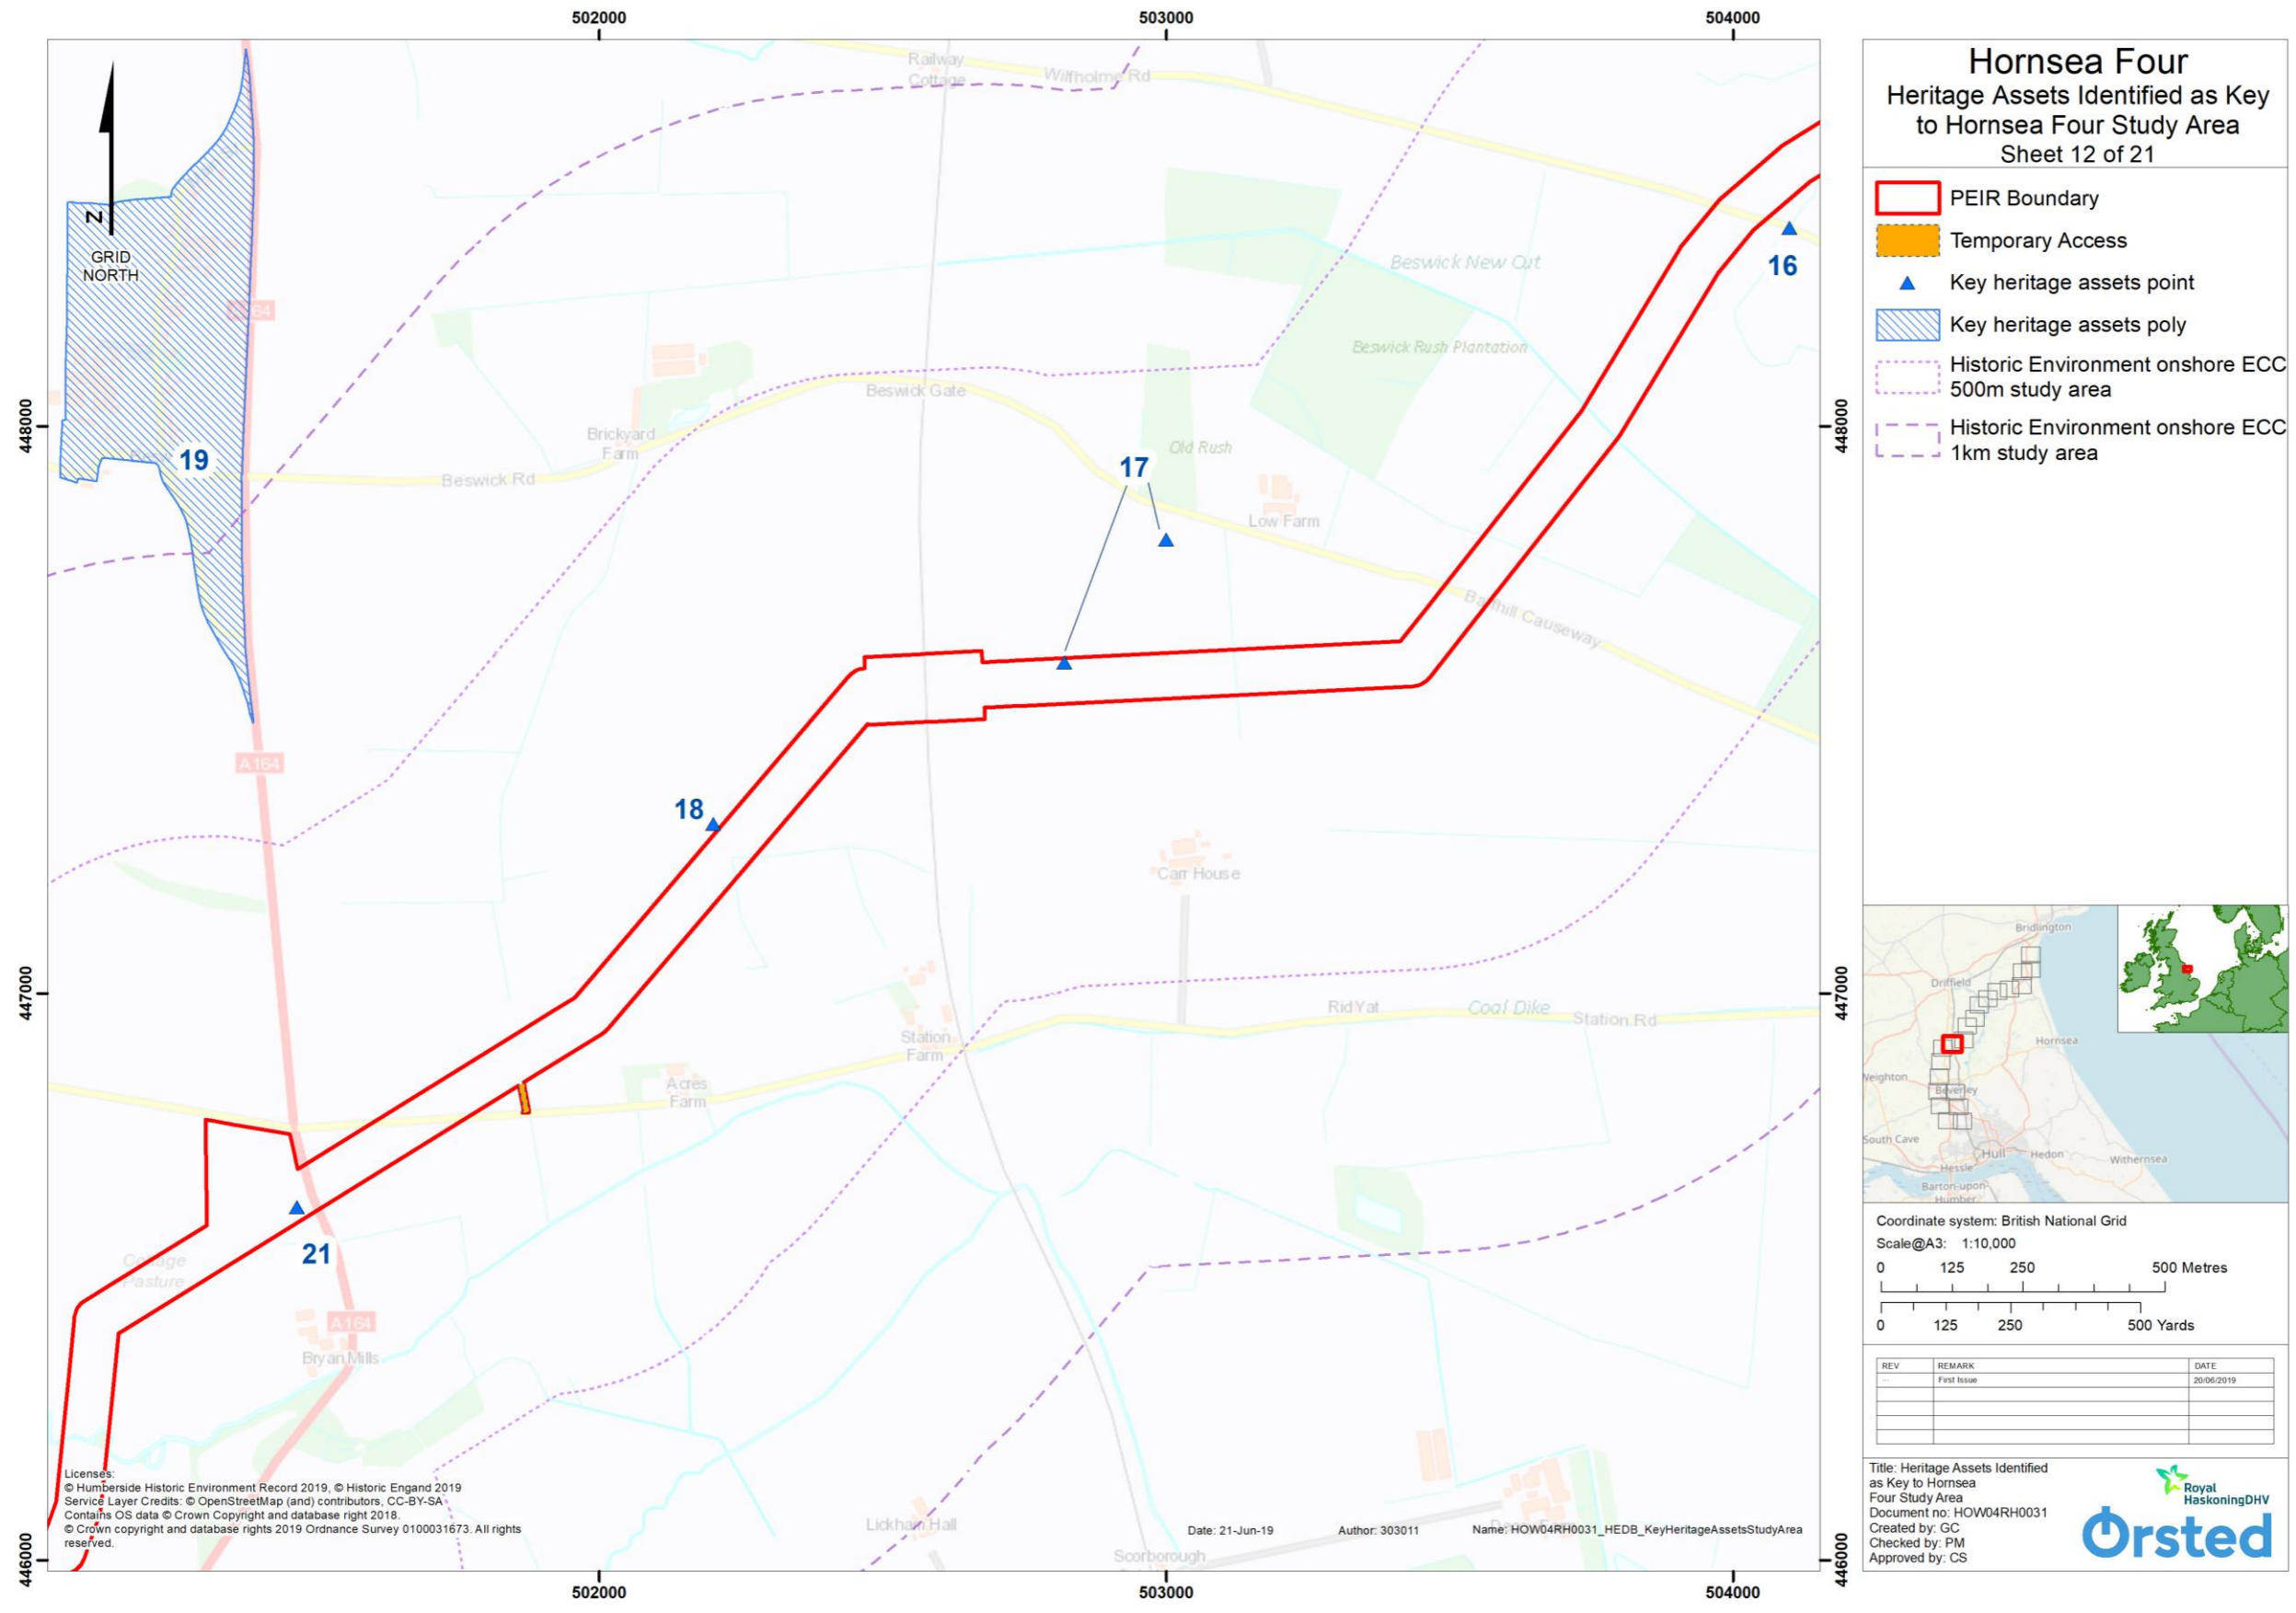 502000
503000
504000
Railway
Cottage
Wilfholme Rd
N
GRID
NORTH
16
Beswick New Cut
Beswick Rush Plantation
Beswick Gate
448000
448000
Brickyard
Farm
Old Rush
17
19
Beswick Rd
Low Farm
Barfhill Causeway
A164
18
Carr House
447000
447000
Rid Yat
Coal Dike
Station Rd
Station
Farm
Acres
Farm
21
Cottage
Pasture
A164
Bryan Mills
Lickham Hall
Scorborough
446000
446000
Licenses:
© Humberside Historic Environment Record 2019, © Historic Engand 2019
Service Layer Credits: © OpenStreetMap (and) contributors, CC-BY-SA
Contains OS data © Crown Copyright and database right 2018.
© Crown copyright and database rights 2019 Ordnance Survey 0100031673. All rights
reserved.
Date: 21-Jun-19
Author: 303011
Name: HOW04RH0031_HEDB_KeyHeritageAssetsStudyArea
502000
503000
504000
Hornsea Four
Heritage Assets Identified as Key
to Hornsea Four Study Area
Sheet 12 of 21
PEIR Boundary
Temporary Access
Key heritage assets point
Key heritage assets poly
Historic Environment onshore ECC
500m study area
Historic Environment onshore ECC
1km study area
Bridlington
Driffield
Hornsea
Weighton
Beverley
South Cave
Hull
Hedon
Withernsea
Hessle
Barton-upon-
Humber
Coordinate system: British National Grid
Scale@A3: 1:10,000
0 125 250 500 Metres
0 125 250 500 Yards
REV REMARK DATE
First Issue 20/06/2019
Title: Heritage Assets Identified
as Key to Hornsea
Four Study Area
Document no: HOW04RH0031
Created by: GC
Checked by: PM
Approved by: CS
Royal
HaskoningDHV
Orsted